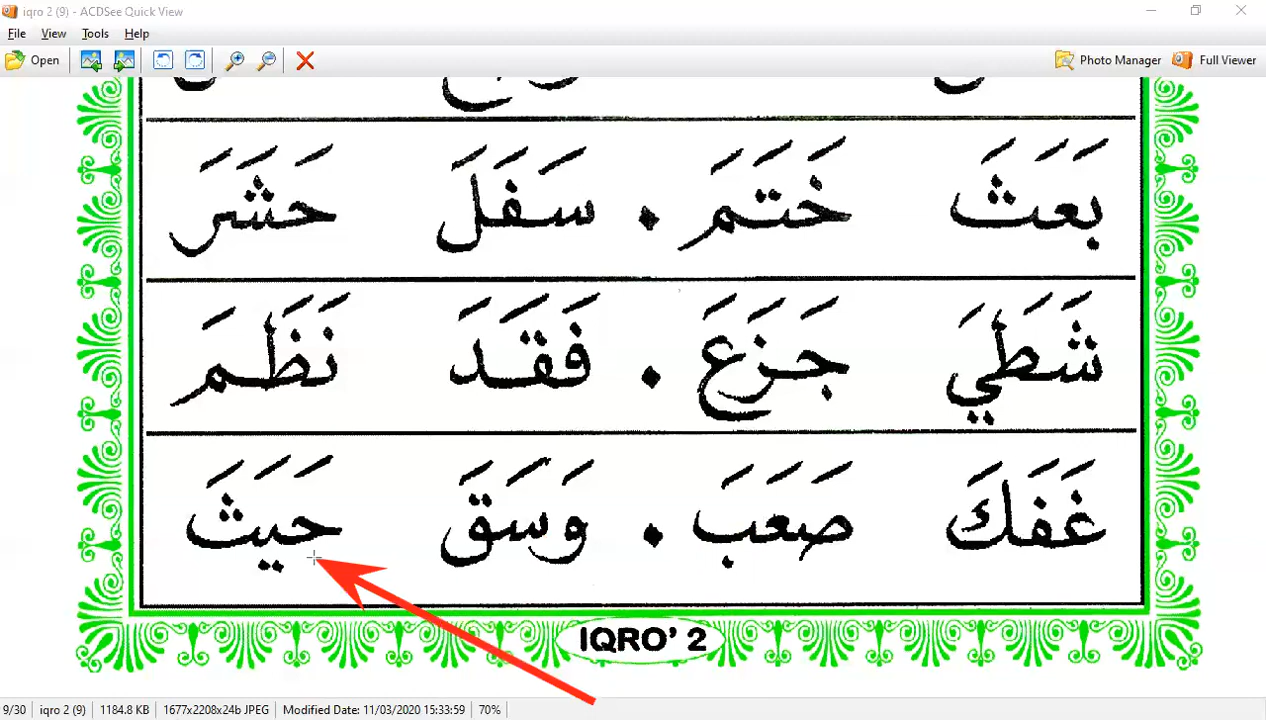 iqro 2 (9) - ACDSee Quick View
File View Tools Help
Open Photo Manager Full Viewer
بَعَثَ خَتَمَ . سَفَلَ حَشَرَ
شَطَيَ جَزَعَ . فَقَدَ نَظَمَ
غَفَكَ صَعَبَ . وَسَقَ حَيَثَ
IQRO' 2
9/30 iqro 2 (9) 1184.8 KB 1677x2208x24b JPEG Modified Date: 11/03/2020 15:33:59 70%